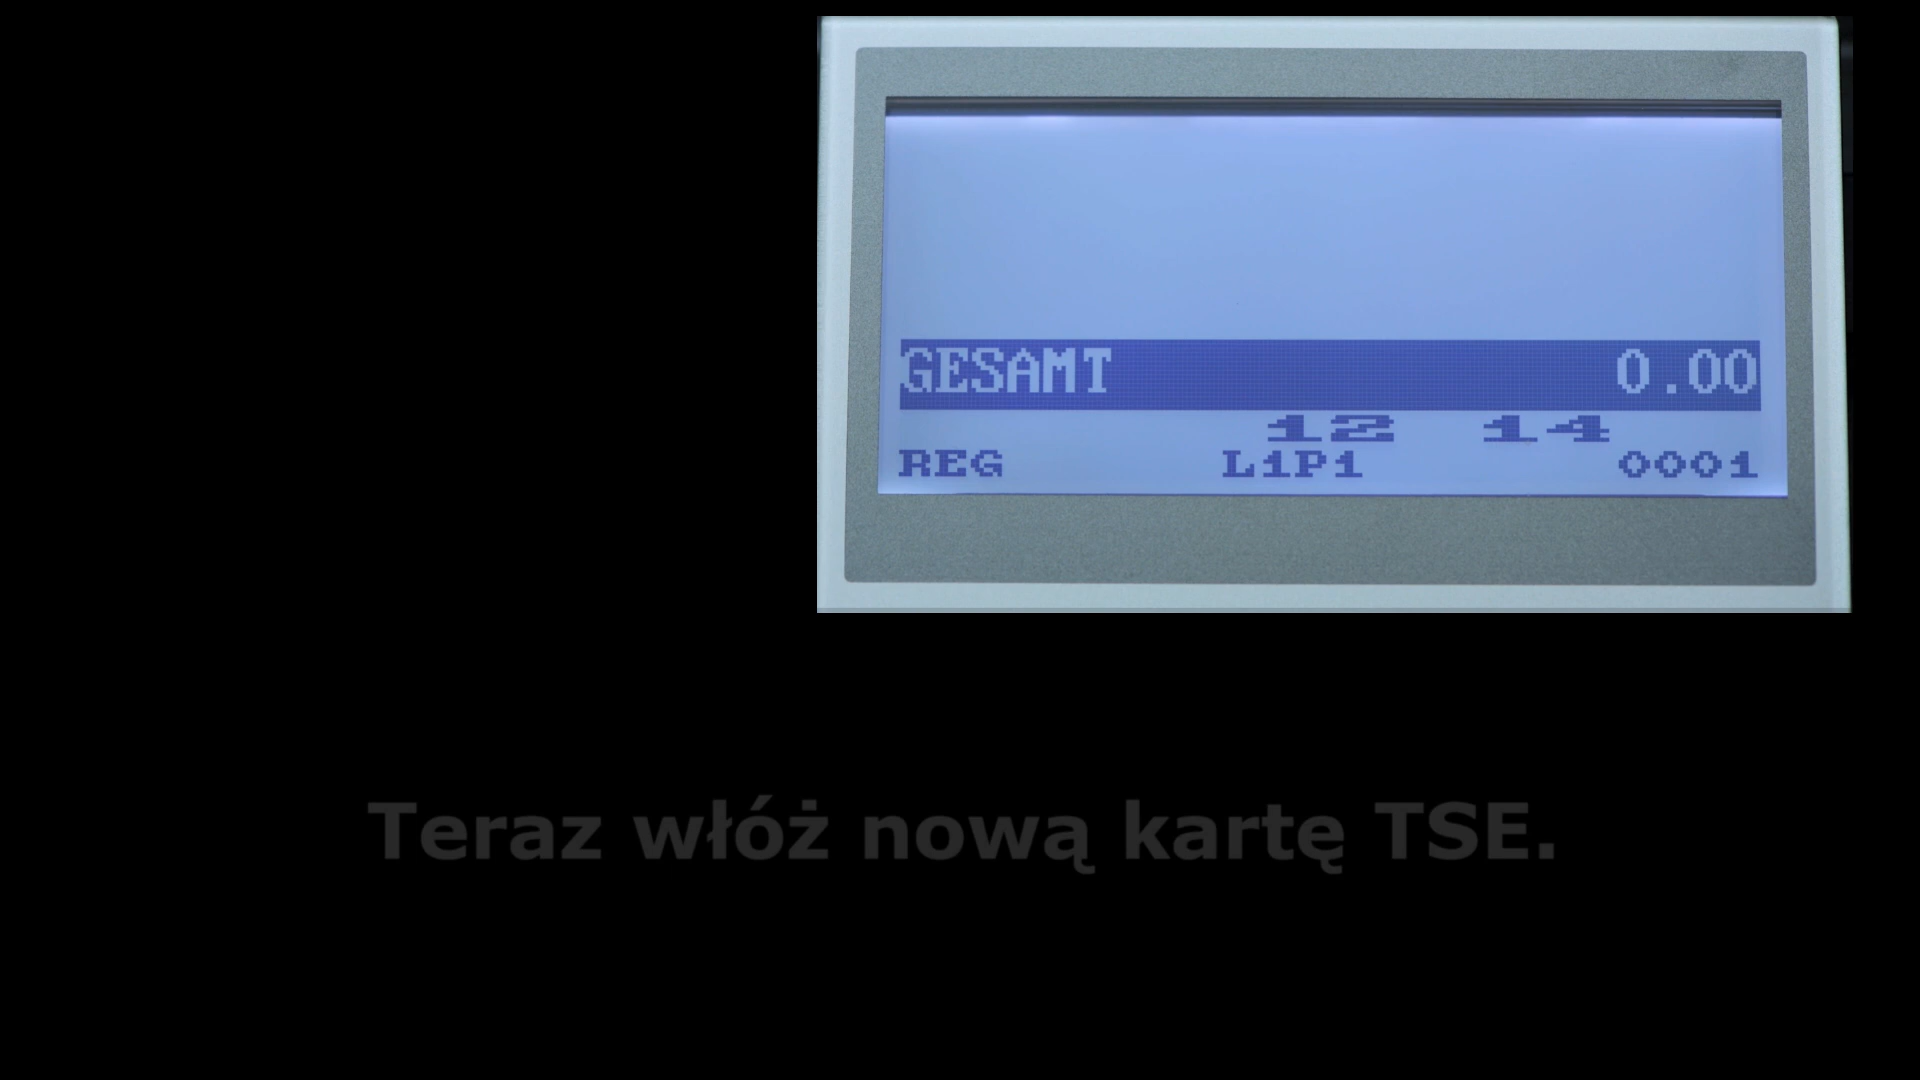 GESAMT 0.00
12 14
REG L1P1 0001
Teraz włóż nową kartę TSE.